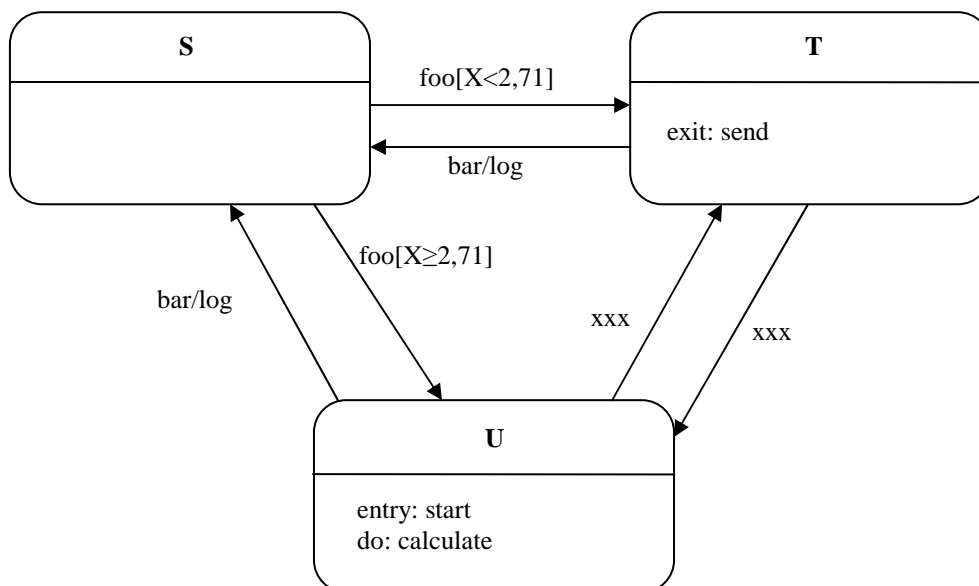 S
T
foo[X<2,71]
exit: send
bar/log
foo[X≥2,71]
bar/log
xxx
xxx
U
entry: start
do: calculate